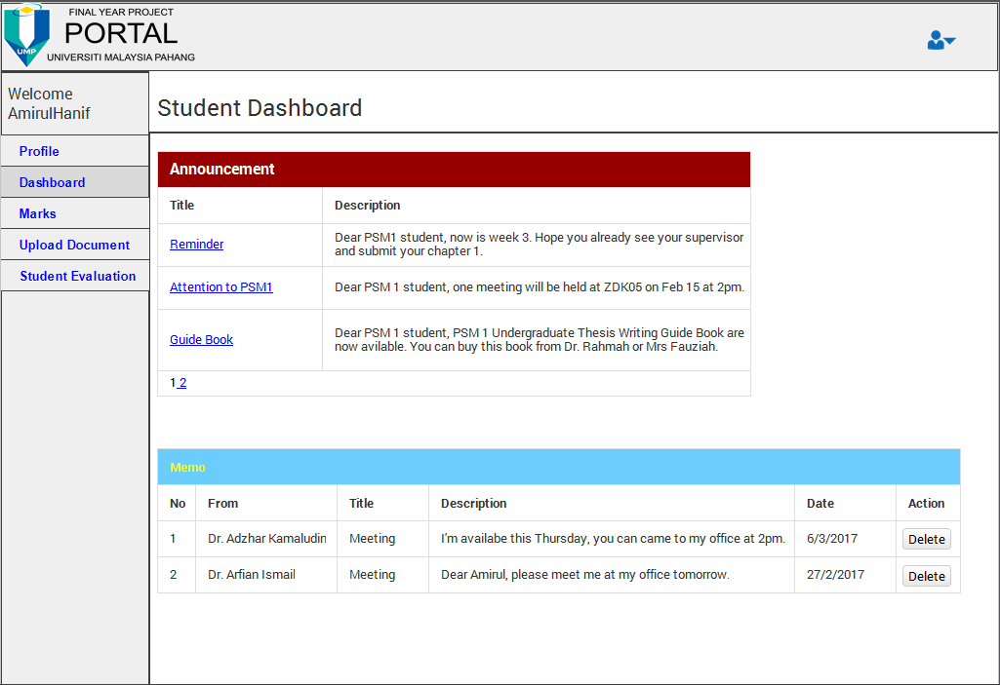 FINAL YEAR PROJECT
PORTAL
UNIVERSITI MALAYSIA PAHANG
UMP
Welcome
AmirulHanif
Profile
Dashboard
Marks
Upload Document
Student Evaluation
Student Dashboard
Announcement
Title Description
Reminder Dear PSM1 student, now is week 3. Hope you already see your supervisor
and submit your chapter 1.
Attention to PSM1 Dear PSM 1 student, one meeting will be held at ZDK05 on Feb 15 at 2pm.
Guide Book Dear PSM 1 student, PSM 1 Undergraduate Thesis Writing Guide Book are
now avilable. You can buy this book from Dr. Rahmah or Mrs Fauziah.
1 2
Memo
No From Title Description Date Action
1 Dr. Adzhar Kamaludin Meeting I'm availabe this Thursday, you can came to my office at 2pm. 6/3/2017 Delete
2 Dr. Arfian Ismail Meeting Dear Amirul, please meet me at my office tomorrow. 27/2/2017 Delete